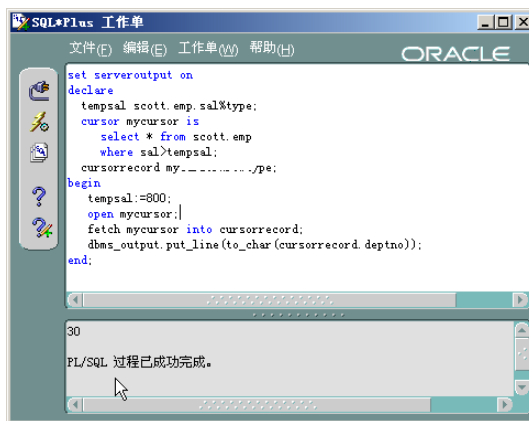 SQL*Plus 工作单
文件(F) 编辑(E) 工作单(W) 帮助(H)
ORACLE
set serveroutput on
declare
tempsal scott.emp.sal%type;
cursor mycursor is
select * from scott.emp
where sal>tempsal;
cursorrecord
begin
tempsal:=800;
open mycursor;
fetch mycursor into cursorrecord;
dbms_output.put_line(to_char(cursorrecord.deptno));
end;
30
PL/SQL 过程已成功完成。